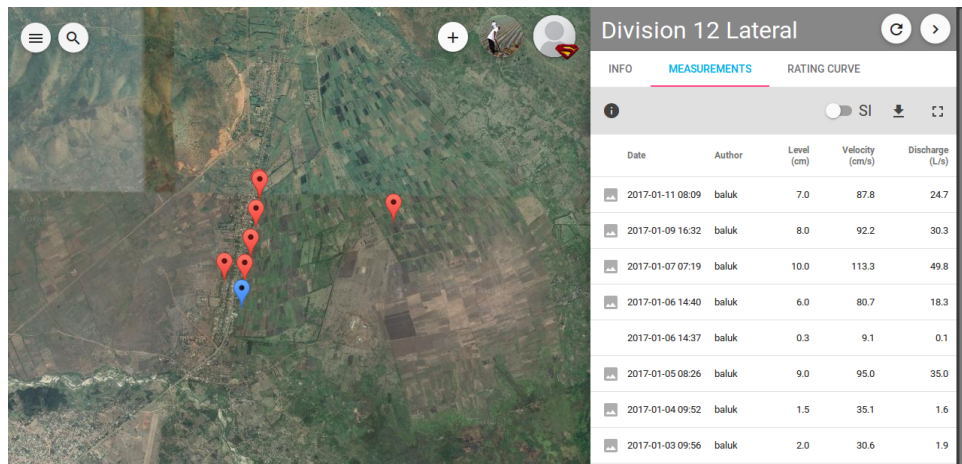 Division 12 Lateral
INFO MEASUREMENTS RATING CURVE
SI
Date Author Level (cm) Velocity (cm/s) Discharge (L/s)
2017-01-11 08:09 baluk 7.0 87.8 24.7
2017-01-09 16:32 baluk 8.0 92.2 30.3
2017-01-07 07:19 baluk 10.0 113.3 49.8
2017-01-06 14:40 baluk 6.0 80.7 18.3
2017-01-06 14:37 baluk 0.3 9.1 0.1
2017-01-05 08:26 baluk 9.0 95.0 35.0
2017-01-04 09:52 baluk 1.5 35.1 1.6
2017-01-03 09:56 baluk 2.0 30.6 1.9